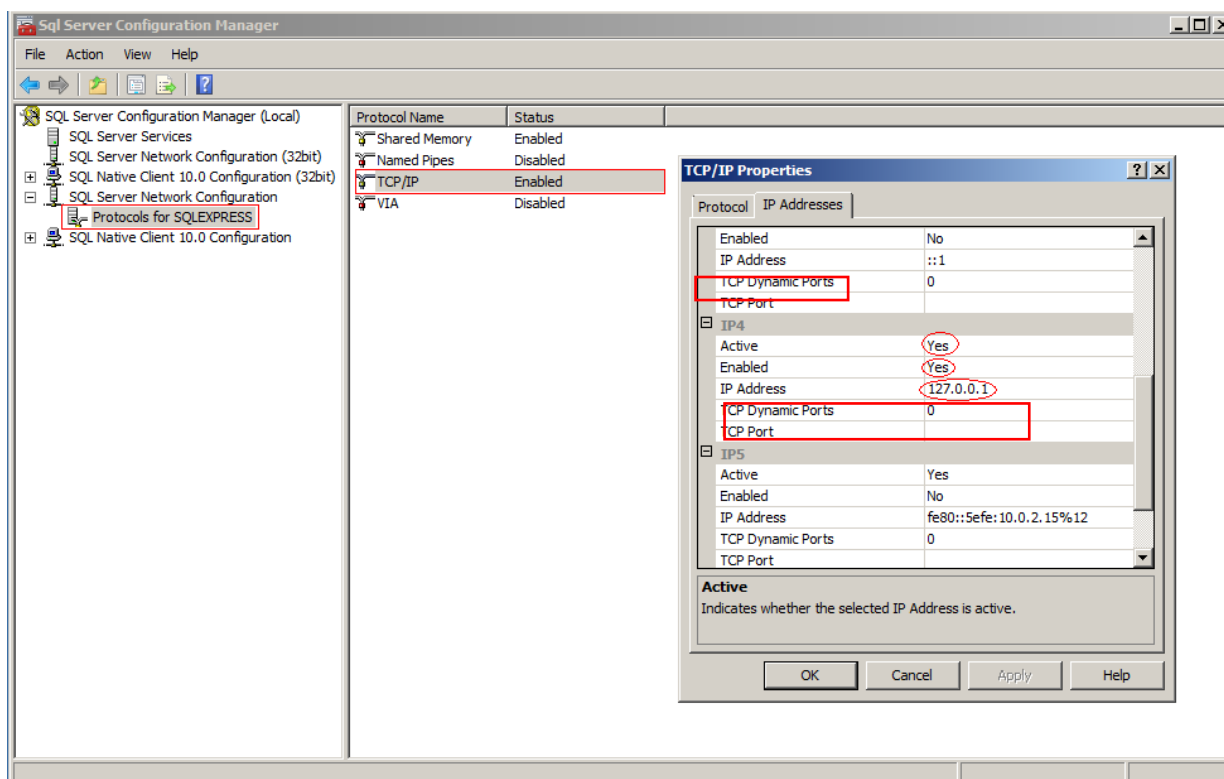 Sql Server Configuration Manager
File Action View Help
SQL Server Configuration Manager (Local)
SQL Server Services
SQL Server Network Configuration (32bit)
SQL Native Client 10.0 Configuration (32bit)
SQL Server Network Configuration
Protocols for SQLEXPRESS
SQL Native Client 10.0 Configuration
Protocol Name Status
Shared Memory Enabled
Named Pipes Disabled
TCP/IP Enabled
VIA Disabled
TCP/IP Properties
Protocol IP Addresses
Enabled No
IP Address ::1
TCP Dynamic Ports 0
TCP Port
IP4
Active Yes
Enabled Yes
IP Address 127.0.0.1
TCP Dynamic Ports 0
TCP Port
IP5
Active Yes
Enabled No
IP Address fe80::5efe:10.0.2.15%12
TCP Dynamic Ports 0
TCP Port
Active
Indicates whether the selected IP Address is active.
OK Cancel Apply Help